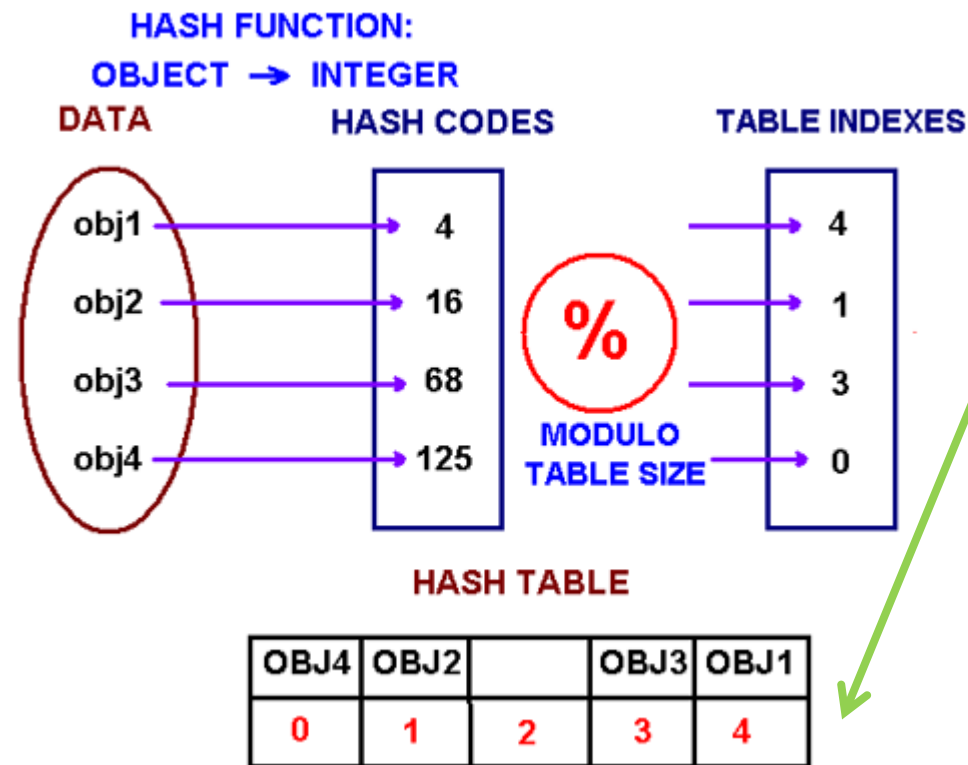 HASH FUNCTION:
OBJECT → INTEGER
DATA HASH CODES TABLE INDEXES
obj1 4 4
obj2 16 1
% 
obj3 68 3
MODULO
obj4 125 TABLE SIZE 0
HASH TABLE
OBJ4 OBJ2 OBJ3 OBJ1
0 1 2 3 4